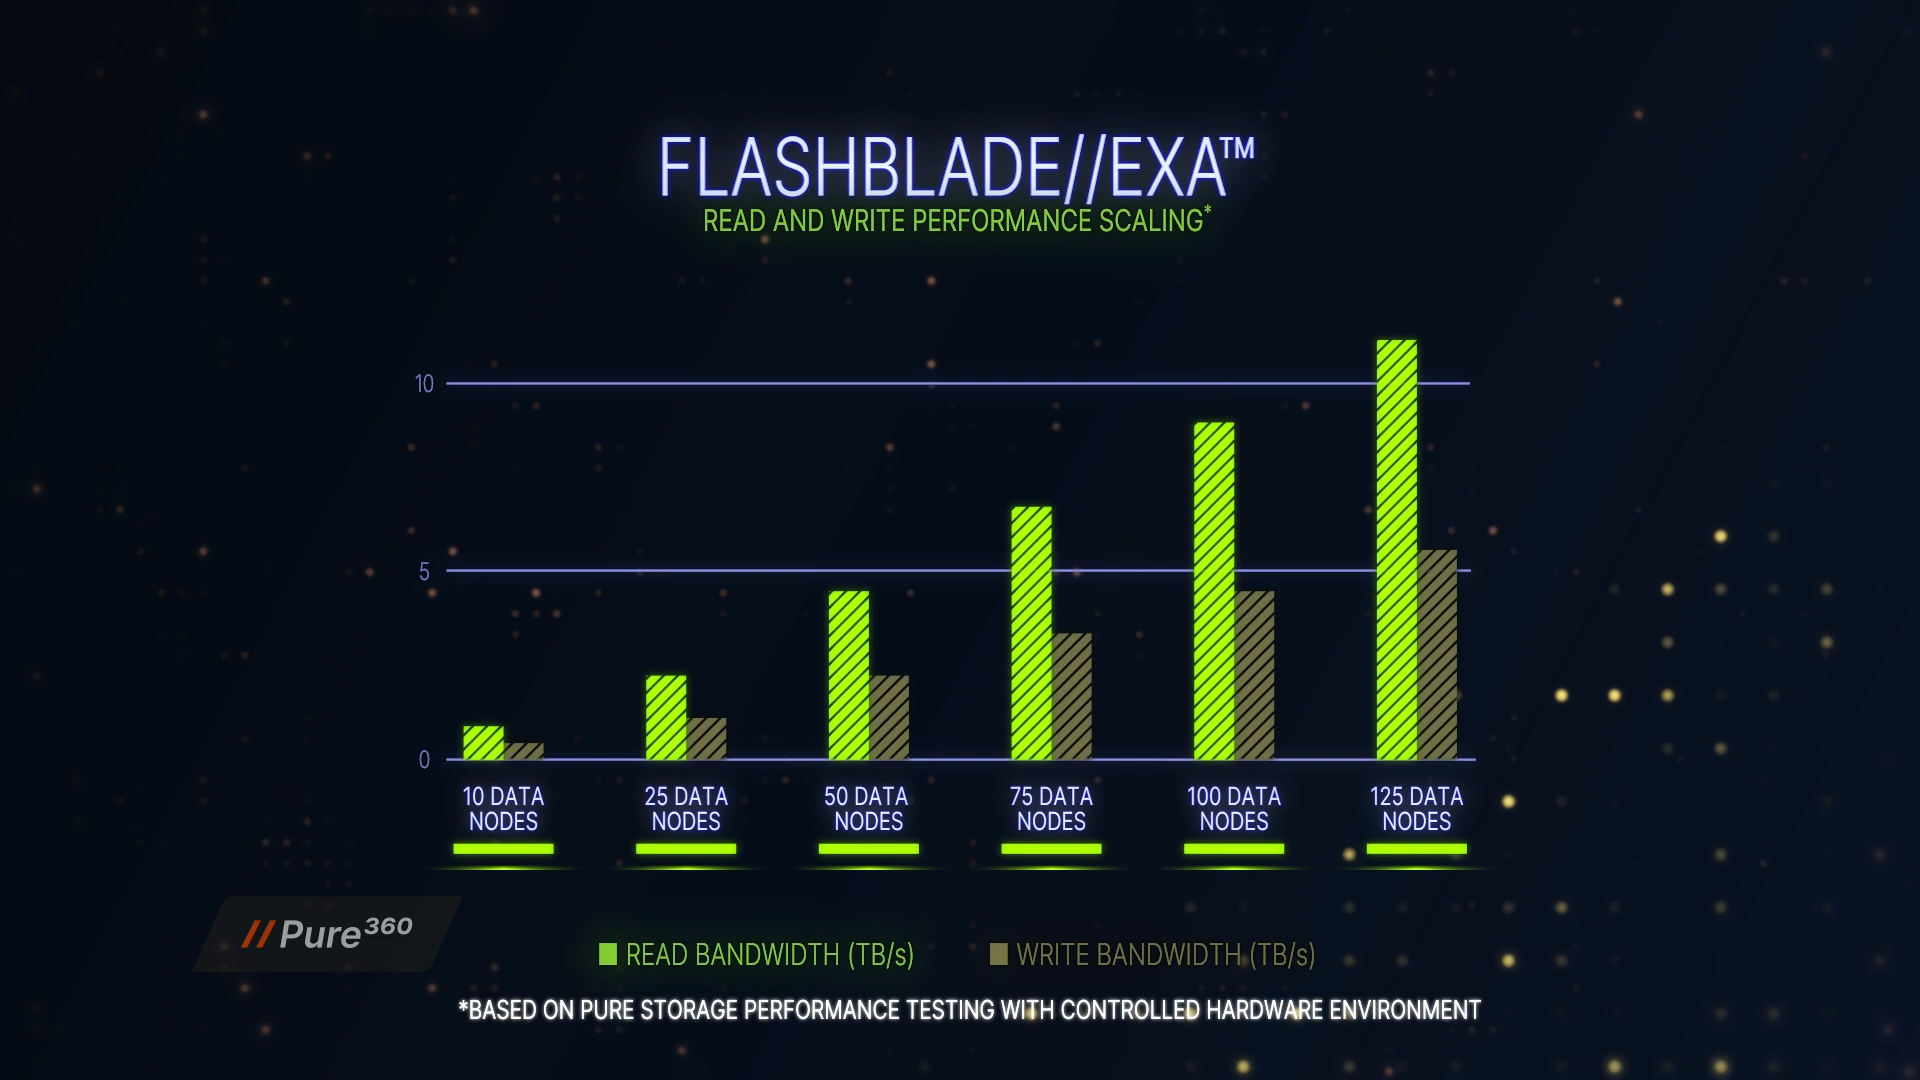 FLASHBLADE//EXA™
READ AND WRITE PERFORMANCE SCALING*
10
5
0
10 DATA
NODES
25 DATA
NODES
50 DATA
NODES
75 DATA
NODES
100 DATA
NODES
125 DATA
NODES
//Pure360
READ BANDWIDTH (TB/s)
WRITE BANDWIDTH (TB/s)
*BASED ON PURE STORAGE PERFORMANCE TESTING WITH CONTROLLED HARDWARE ENVIRONMENT